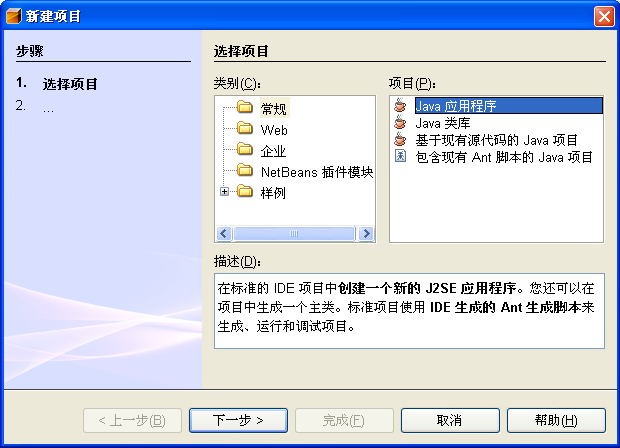 新建项目
步骤
1. 选择项目
2. ...
选择项目
类别(C):
常规
Web
企业
NetBeans 插件模块
样例
项目(P):
Java 应用程序
Java 类库
基于现有源代码的 Java 项目
包含现有 Ant 脚本的 Java 项目
描述(D):
在标准的 IDE 项目中创建一个新的 J2SE 应用程序。您还可以在
项目中生成一个主类。标准项目使用 IDE 生成的 Ant 生成脚本来
生成、运行和调试项目。
< 上一步(B)
下一步 >
完成(F)
取消
帮助(H)